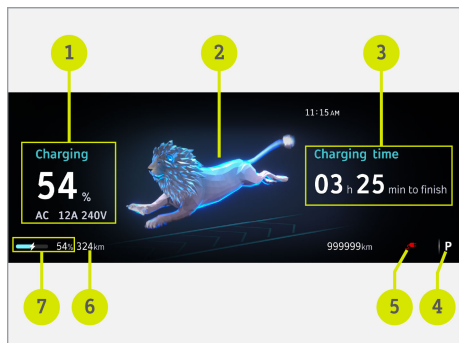 1
2
3
11:15 AM
Charging
54 %
AC 12A 240V
Charging time
03 h 25 min to finish
54% 324km
999999km
P
7
6
5
4